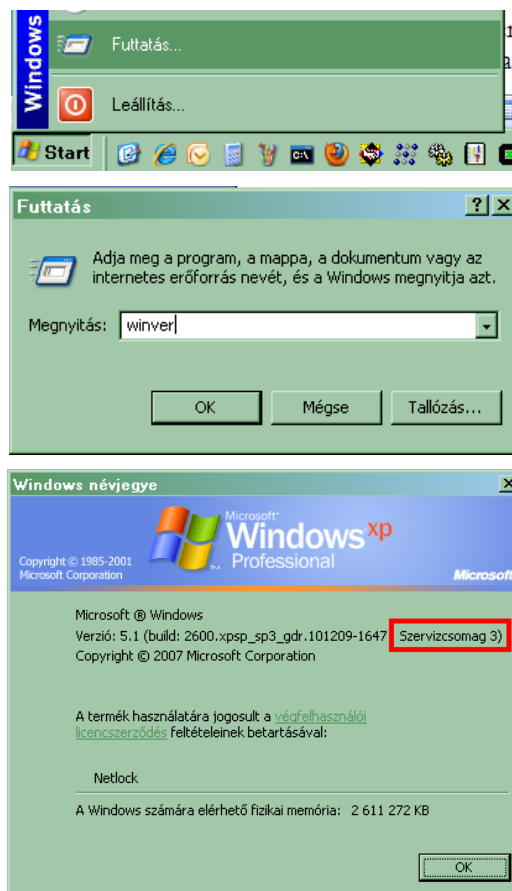 Windows
Futtatás...
Leállítás...
Start
Futtatás
Adja meg a program, a mappa, a dokumentum vagy az
internetes erőforrás nevét, és a Windows megnyitja azt.
Megnyitás: winver
OK Mégse Tallózás...
Windows névjegye
Microsoft
Windows xp
Professional
Copyright © 1985-2001
Microsoft Corporation
Microsoft
Microsoft ® Windows
Verzió: 5.1 (build: 2600.xpsp_sp3_gdr.101209-1647 Szervizcsomag 3)
Copyright © 2007 Microsoft Corporation
A termék használatára jogosult a végfelhasználói
licencszerződés feltételeinek betartásával:
Netlock
A Windows számára elérhető fizikai memória: 2 611 272 KB
OK